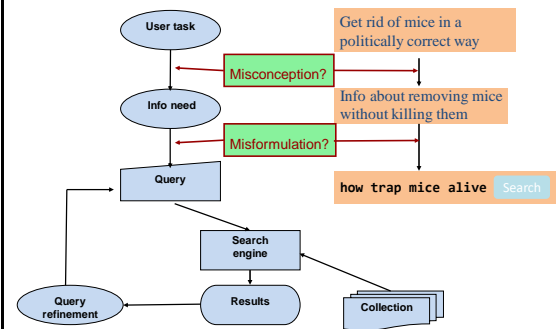 User task
Get rid of mice in a
politically correct way
Misconception?
Info need
Info about removing mice
without killing them
Misformulation?
Query
how trap mice alive Search
Search
engine
Query
refinement
Results
Collection